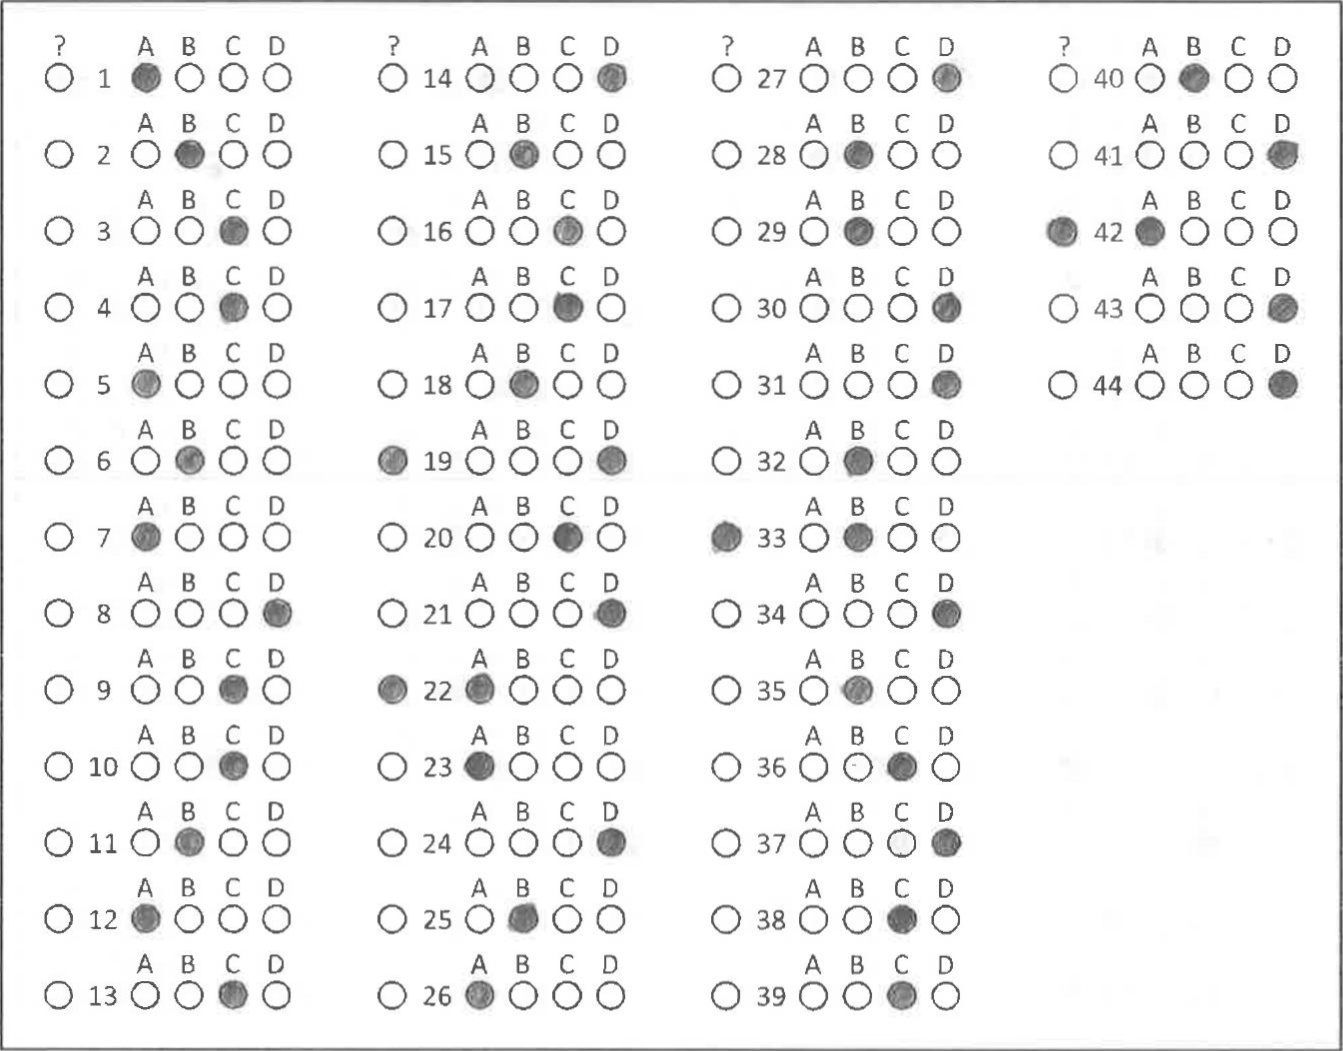 ? A B C D
1
A B C D
2
A B C D
3
A B C D
4
A B C D
5
A B C D
6
A B C D
7
A B C D
8
A B C D
9
A B C D
10
A B C D
11
A B C D
12
A B C D
13
? A B C D
14
A B C D
15
A B C D
16
A B C D
17
A B C D
18
A B C D
19
A B C D
20
A B C D
21
A B C D
22
A B C D
23
A B C D
24
A B C D
25
A B C D
26
? A B C D
27
A B C D
28
A B C D
29
A B C D
30
A B C D
31
A B C D
32
A B C D
33
A B C D
34
A B C D
35
A B C D
36
A B C D
37
A B C D
38
A B C D
39
? A B C D
40
A B C D
41
A B C D
42
A B C D
43
A B C D
44